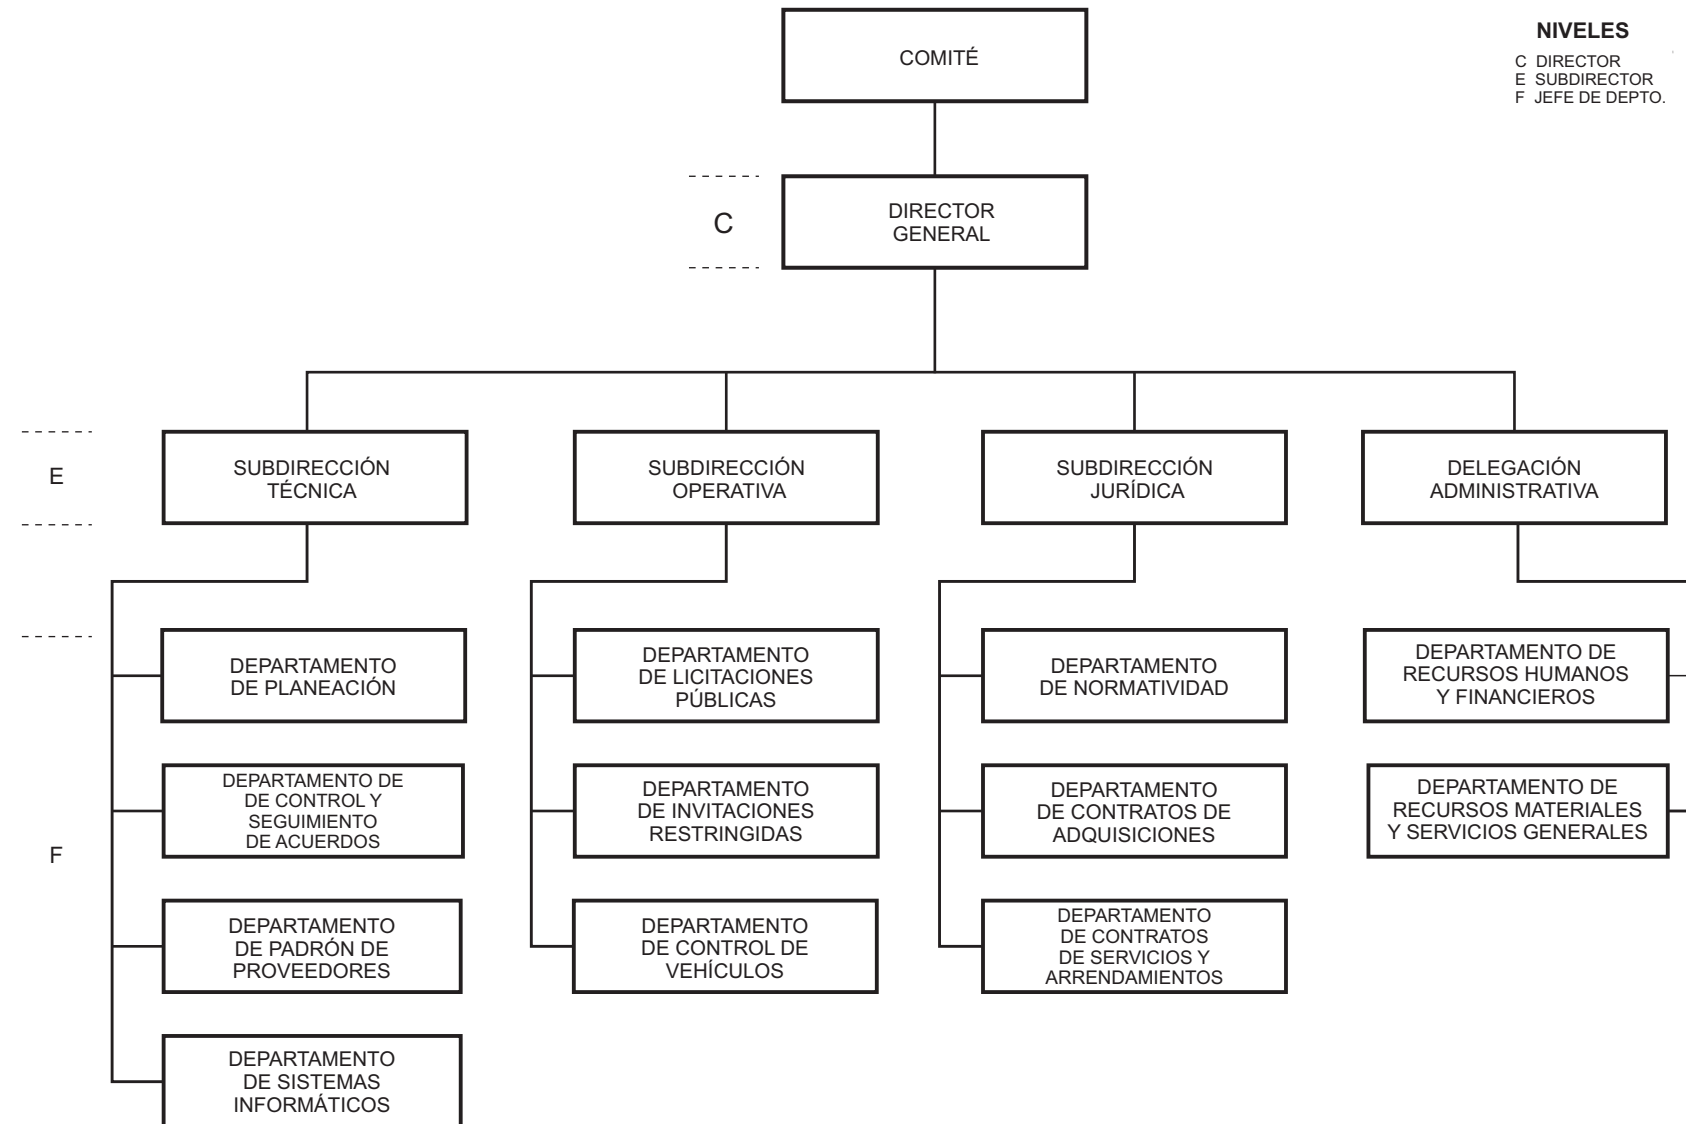 COMITÉ
NIVELES
C DIRECTOR
E SUBDIRECTOR
F JEFE DE DEPTO.
C
DIRECTOR
GENERAL
E
SUBDIRECCIÓN
TÉCNICA
SUBDIRECCIÓN
OPERATIVA
SUBDIRECCIÓN
JURÍDICA
DELEGACIÓN
ADMINISTRATIVA
F
DEPARTAMENTO
DE PLANEACIÓN
DEPARTAMENTO DE
DE CONTROL Y
SEGUIMIENTO
DE ACUERDOS
DEPARTAMENTO
DE PADRÓN DE
PROVEEDORES
DEPARTAMENTO
DE SISTEMAS
INFORMÁTICOS
DEPARTAMENTO
DE LICITACIONES
PÚBLICAS
DEPARTAMENTO
DE INVITACIONES
RESTRINGIDAS
DEPARTAMENTO
DE CONTROL DE
VEHÍCULOS
DEPARTAMENTO
DE NORMATIVIDAD
DEPARTAMENTO
DE CONTRATOS DE
ADQUISICIONES
DEPARTAMENTO
DE CONTRATOS
DE SERVICIOS Y
ARRENDAMIENTOS
DEPARTAMENTO DE
RECURSOS HUMANOS
Y FINANCIEROS
DEPARTAMENTO DE
RECURSOS MATERIALES
Y SERVICIOS GENERALES